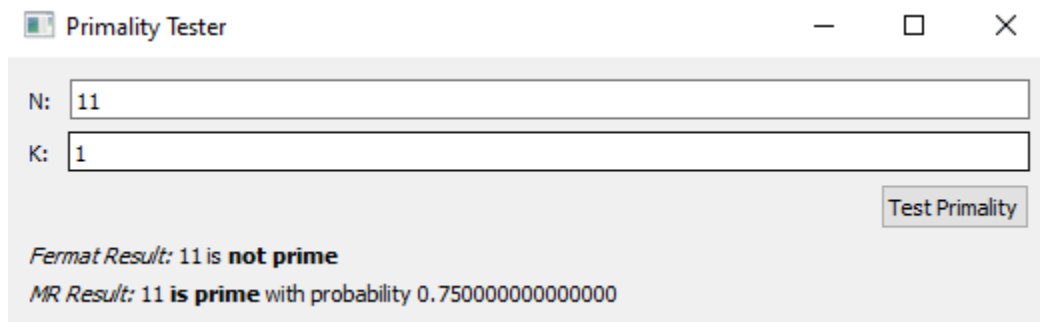 Primality Tester
N: 11
K: 1
Test Primality
Fermat Result: 11 is not prime
MR Result: 11 is prime with probability 0.750000000000000